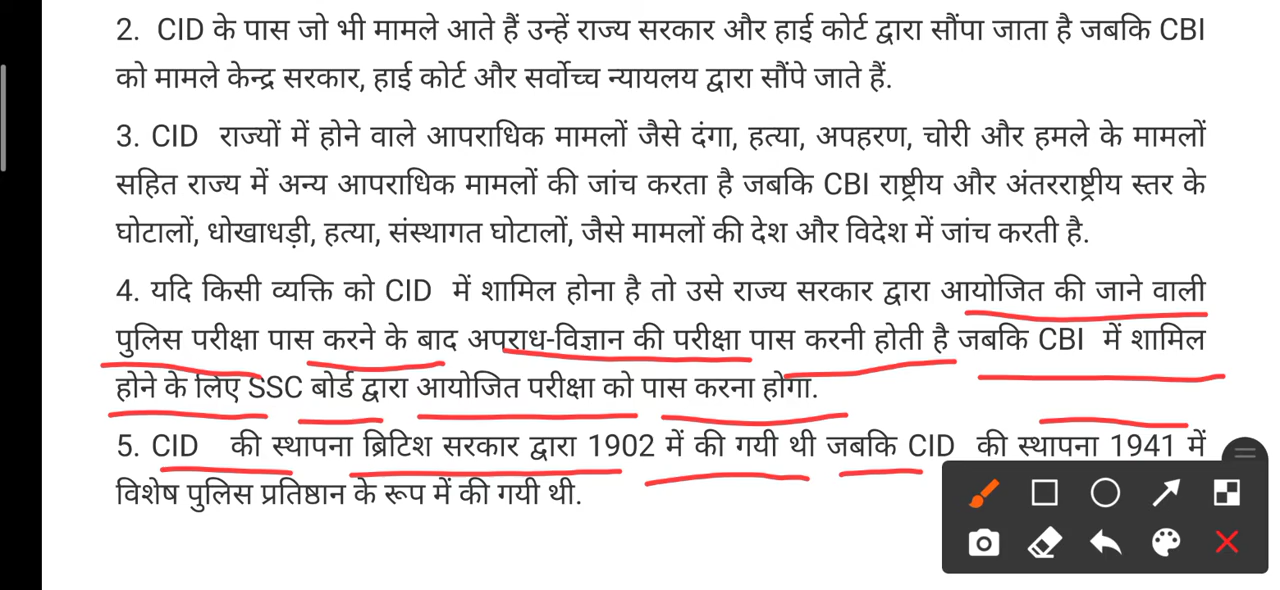 2. CID के पास जो भी मामले आते हैं उन्हें राज्य सरकार और हाई कोर्ट द्वारा सौंपा जाता है जबकि CBI
को मामले केन्द्र सरकार, हाई कोर्ट और सर्वोच्च न्यायलय द्वारा सौंपे जाते हैं.
3. CID राज्यों में होने वाले आपराधिक मामलों जैसे दंगा, हत्या, अपहरण, चोरी और हमले के मामलों
सहित राज्य में अन्य आपराधिक मामलों की जांच करता है जबकि CBI राष्ट्रीय और अंतरराष्ट्रीय स्तर के
घोटालों, धोखाधड़ी, हत्या, संस्थागत घोटालों, जैसे मामलों की देश और विदेश में जांच करती है.
4. यदि किसी व्यक्ति को CID में शामिल होना है तो उसे राज्य सरकार द्वारा आयोजित की जाने वाली
पुलिस परीक्षा पास करने के बाद अपराध-विज्ञान की परीक्षा पास करनी होती है जबकि CBI में शामिल
होने के लिए SSC बोर्ड द्वारा आयोजित परीक्षा को पास करना होगा.
5. CID की स्थापना ब्रिटिश सरकार द्वारा 1902 में की गयी थी जबकि CID की स्थापना 1941 में
विशेष पुलिस प्रतिष्ठान के रूप में की गयी थी.